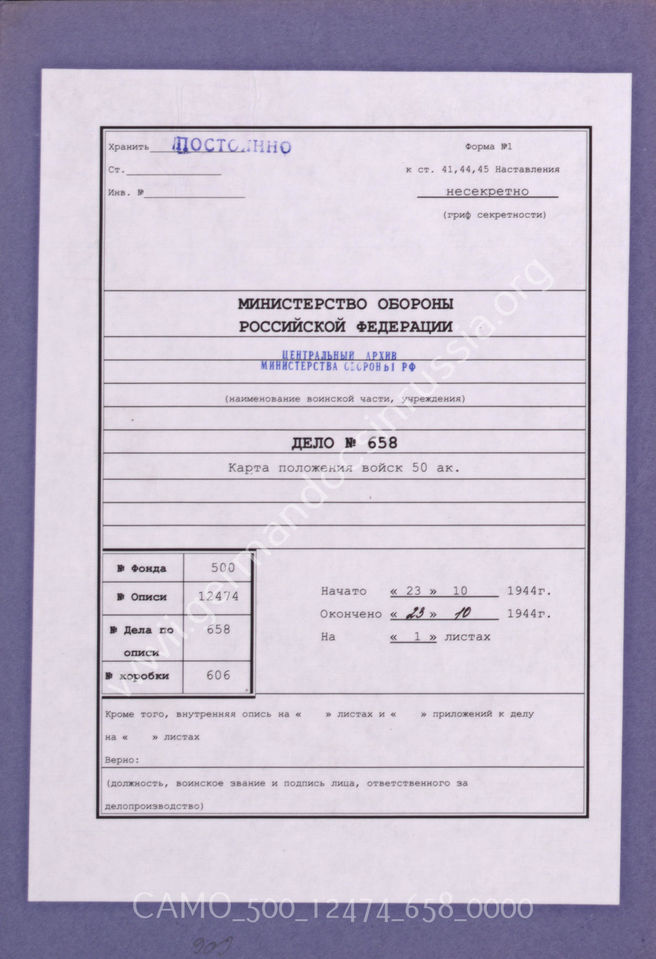 Хранить ПОСТОЯННО
Форма №1
Ст.
к ст. 41,44,45 Наставления
Инв. №
несекретно
(гриф секретности)
МИНИСТЕРСТВО ОБОРОНЫ
РОССИЙСКОЙ ФЕДЕРАЦИИ
ЦЕНТРАЛЬНЫЙ АРХИВ
МИНИСТЕРСТВА ОБОРОНЫ РФ
(наименование воинской части, учреждения)
ДЕЛО № 658
Карта положения войск 50 ак.
№ Фонда 500
№ Описи 12474
№ Дела по описи 658
№ коробки 606
Начато « 23 » 10 1944г.
Окончено « 23 » 10 1944г.
На « 1 » листах
Кроме того, внутренняя опись на « » листах и « » приложений к делу
на « » листах
Верно:
(должность, воинское звание и подпись лица, ответственного за
делопроизводство)
www.germandocsinrussia.org
CAMO_500_12474_658_0000
606